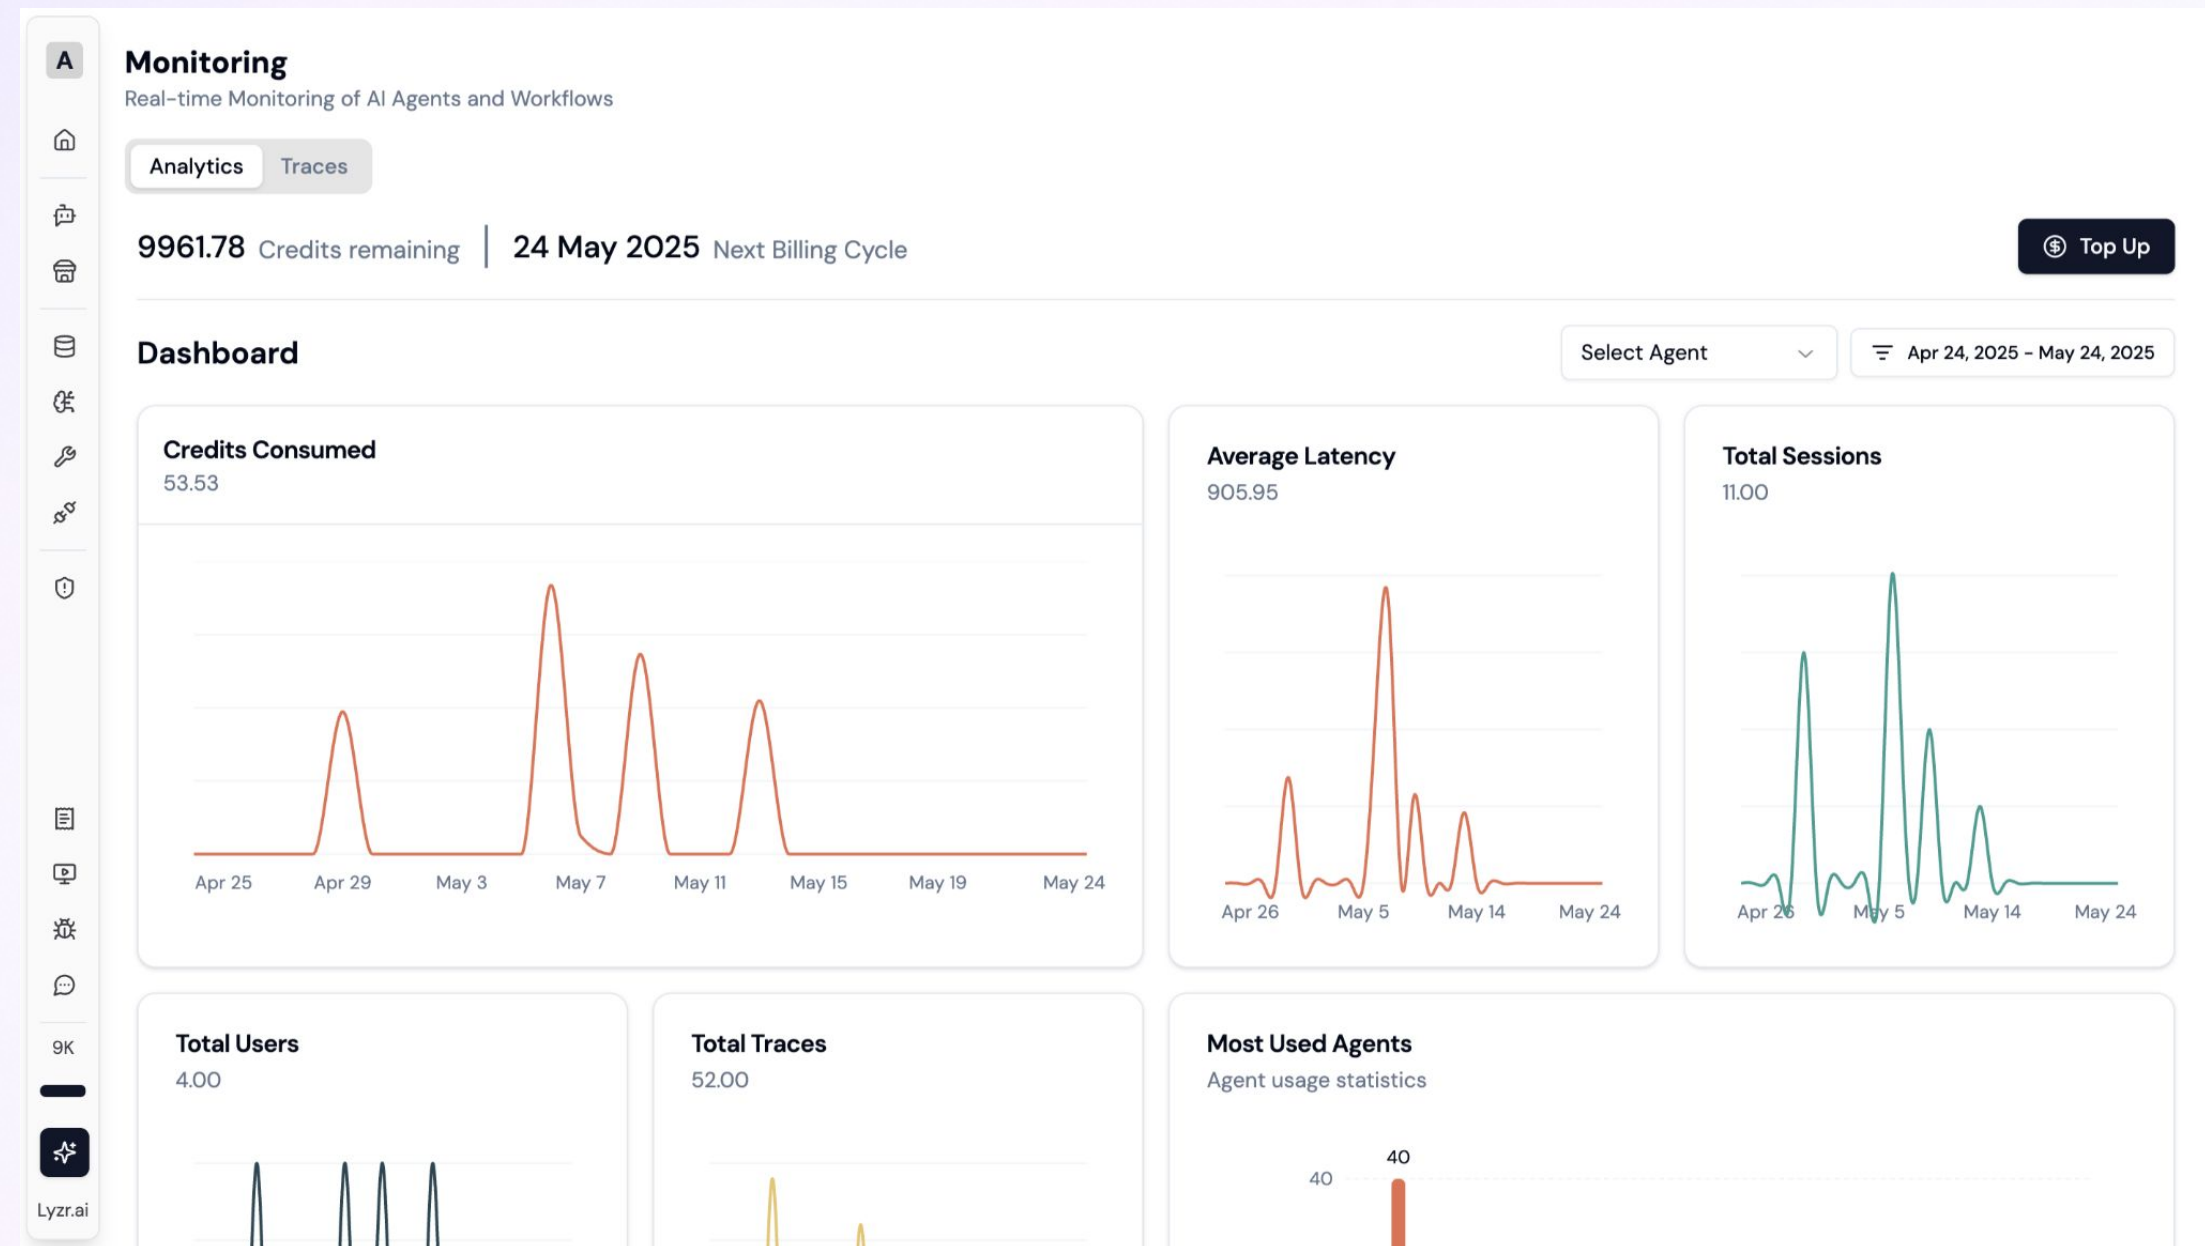 A
Monitoring
Real-time Monitoring of AI Agents and Workflows
Analytics Traces
9961.78 Credits remaining 24 May 2025 Next Billing Cycle
Top Up
Dashboard
Select Agent
Apr 24, 2025 - May 24, 2025
Credits Consumed
53.53
Apr 25 Apr 29 May 3 May 7 May 11 May 15 May 19 May 24
Average Latency
905.95
Apr 26 May 5 May 14 May 24
Total Sessions
11.00
Apr 26 May 5 May 14 May 24
Total Users
4.00
Total Traces
52.00
Most Used Agents
Agent usage statistics
40
40
9K
Lyzr.ai